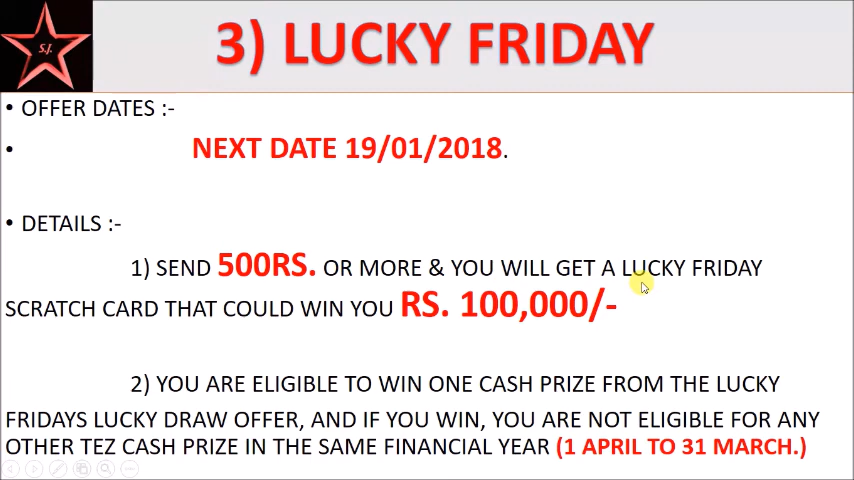 S.J.
3) LUCKY FRIDAY
• OFFER DATES :-
• NEXT DATE 19/01/2018.
• DETAILS :-
1) SEND 500RS. OR MORE & YOU WILL GET A LUCKY FRIDAY
SCRATCH CARD THAT COULD WIN YOU RS. 100,000/-
2) YOU ARE ELIGIBLE TO WIN ONE CASH PRIZE FROM THE LUCKY
FRIDAYS LUCKY DRAW OFFER, AND IF YOU WIN, YOU ARE NOT ELIGIBLE FOR ANY
OTHER TEZ CASH PRIZE IN THE SAME FINANCIAL YEAR (1 APRIL TO 31 MARCH.)